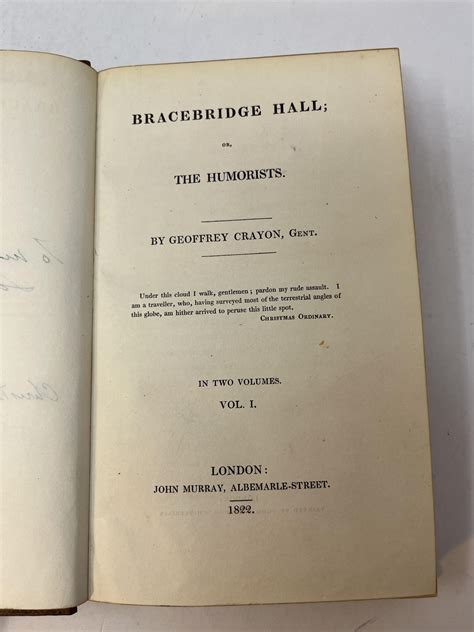 To
BRACEBRIDGE HALL;
OR,
THE HUMORISTS.
BY GEOFFREY CRAYON, GENT.
Under this cloud I walk, gentlemen; pardon my rude assault. I
am a traveller, who, having surveyed most of the terrestrial angles of
this globe, am hither arrived to peruse this little spot.
CHRISTMAS ORDINARY.
IN TWO VOLUMES.
VOL. I.
LONDON:
JOHN MURRAY, ALBEMARLE-STREET.
1822.